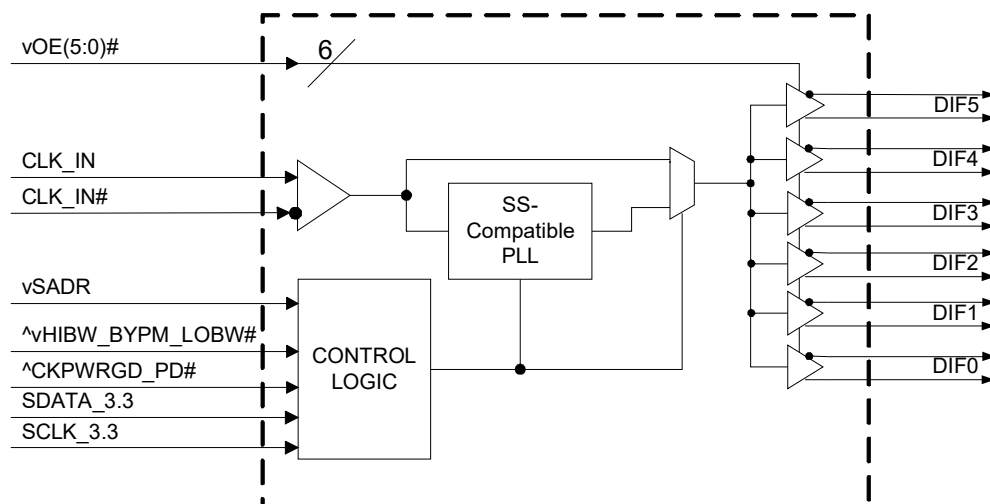 vOE(5:0)#
6
DIF5
CLK_IN
DIF4
CLK_IN#
SS-
Compatible
PLL
DIF3
DIF2
vSADR
DIF1
^vHIBW_BYPM_LOBW#
CONTROL
LOGIC
^CKPWRGD_PD#
DIF0
SDATA_3.3
SCLK_3.3